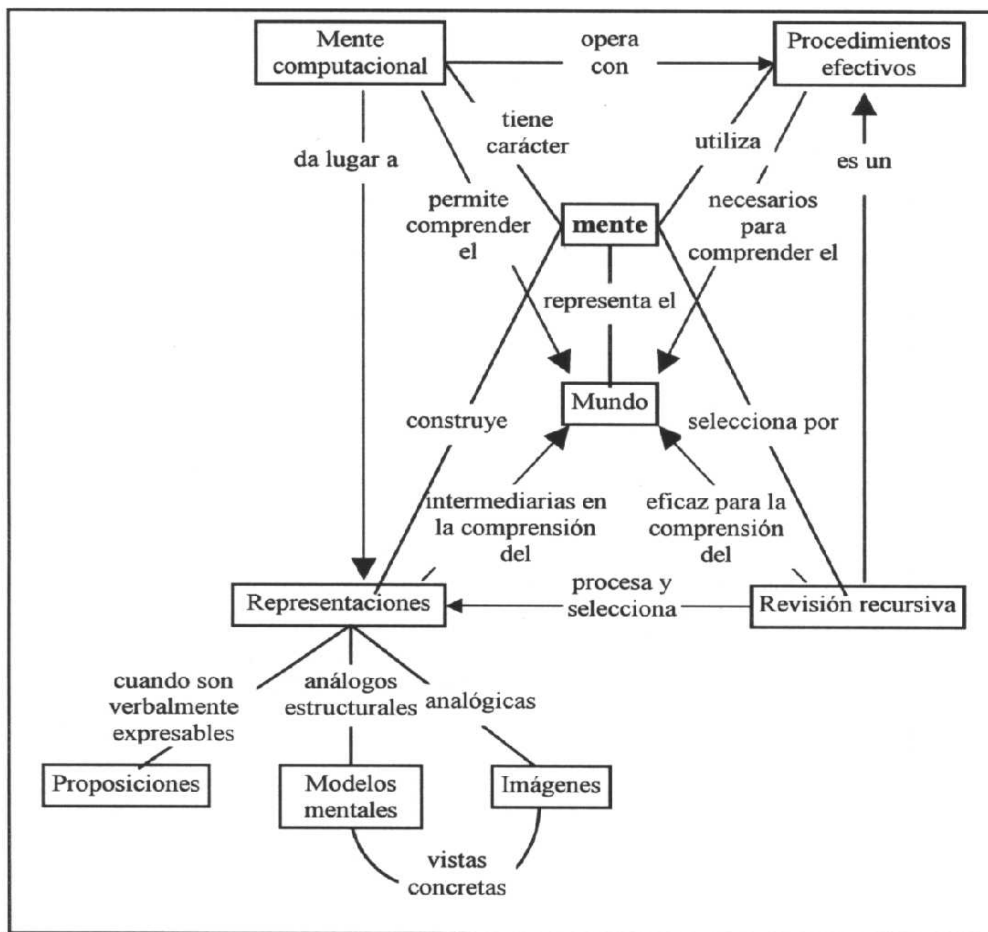 Mente
computacional
opera
con
Procedimientos
efectivos
tiene
carácter
utiliza
da lugar a
es un
permite
comprender
el
mente
necesarios
para
comprender el
representa el
Mundo
construye
selecciona por
intermediarias en
la comprensión
del
eficaz para la
comprensión
del
Representaciones
procesa y
selecciona
Revisión recursiva
cuando son
verbalmente
expresables
análogos
estructurales
analógicas
Proposiciones
Modelos
mentales
Imágenes
vistas
concretas